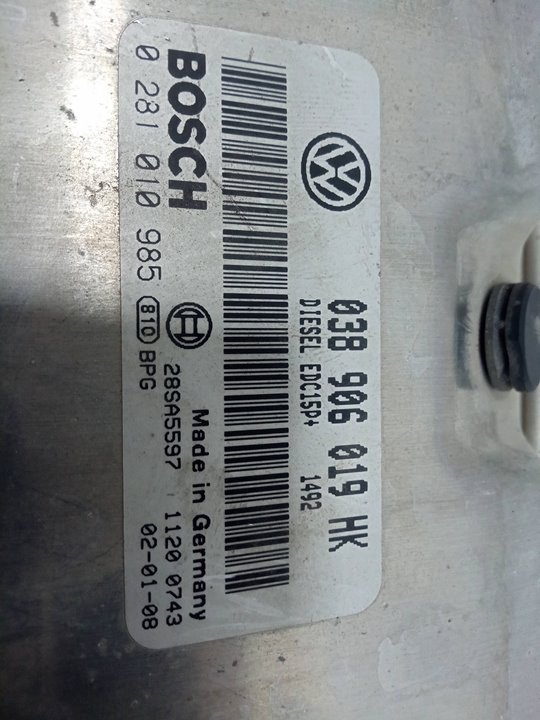 038 906 019 HK
DIESEL EDC15P+ 1492
BOSCH
Made in Germany
28SA5597 1120 0743
0 281 010 985 810 BPG 02-01-08